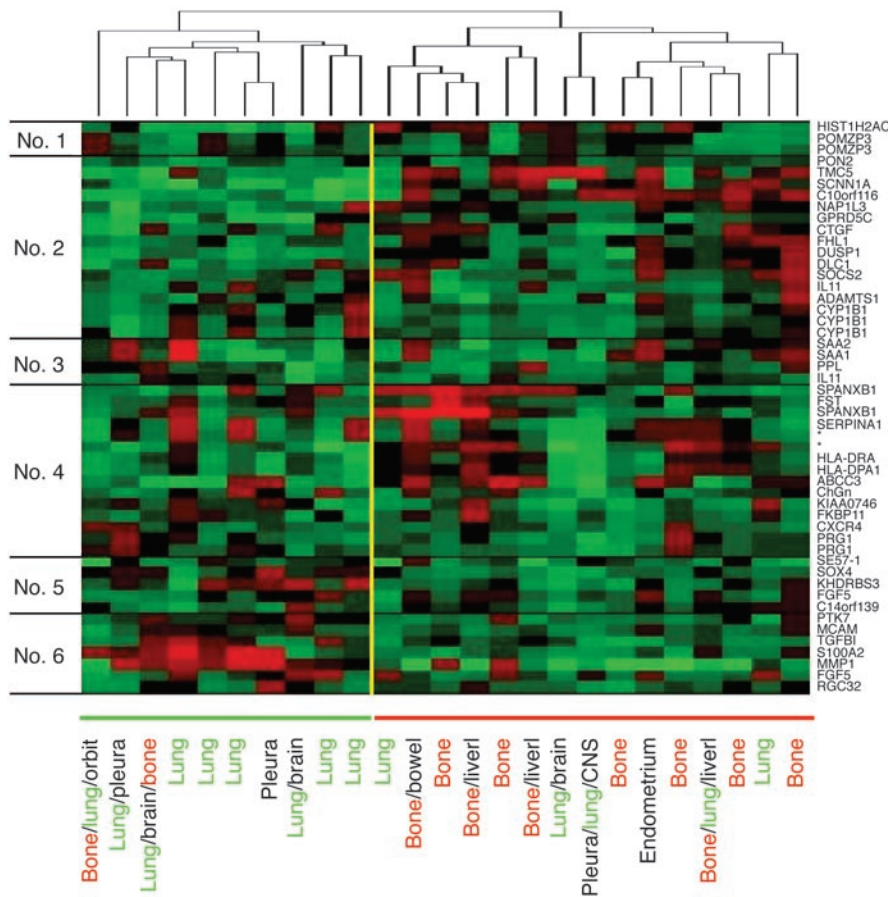 No. 1
No. 2
No. 3
No. 4
No. 5
No. 6
HIST1H2AC
POMZP3
POMZP3
PON2
TMC5
SCNN1A
C10orf116
NAP1L3
GPRD5C
CTGF
FHL1
DUSP1
DLC1
SOCS2
IL11
ADAMTS1
CYP1B1
CYP1B1
CYP1B1
SAA2
SAA1
PPL
IL11
SPANXB1
FST
SPANXB1
SERPINA1
*
*
HLA-DRA
HLA-DPA1
ABCC3
ChGn
KIAA0746
FKBP11
CXCR4
PRG1
PRG1
SE57-1
SOX4
KHDRBS3
FGF5
C14orf139
PTK7
MCAM
TGFBI
S100A2
MMP1
FGF5
RGC32
Bone/lung/orbit
Lung/pleura
Lung/brain/bone
Lung
Lung
Lung
Pleura
Lung/brain
Lung
Lung
Lung
Bone/bowel
Bone
Bone/liverl
Bone
Bone/liverl
Lung/brain
Pleura/lung/CNS
Bone
Endometrium
Bone
Bone/lung/liverl
Bone
Lung
Bone